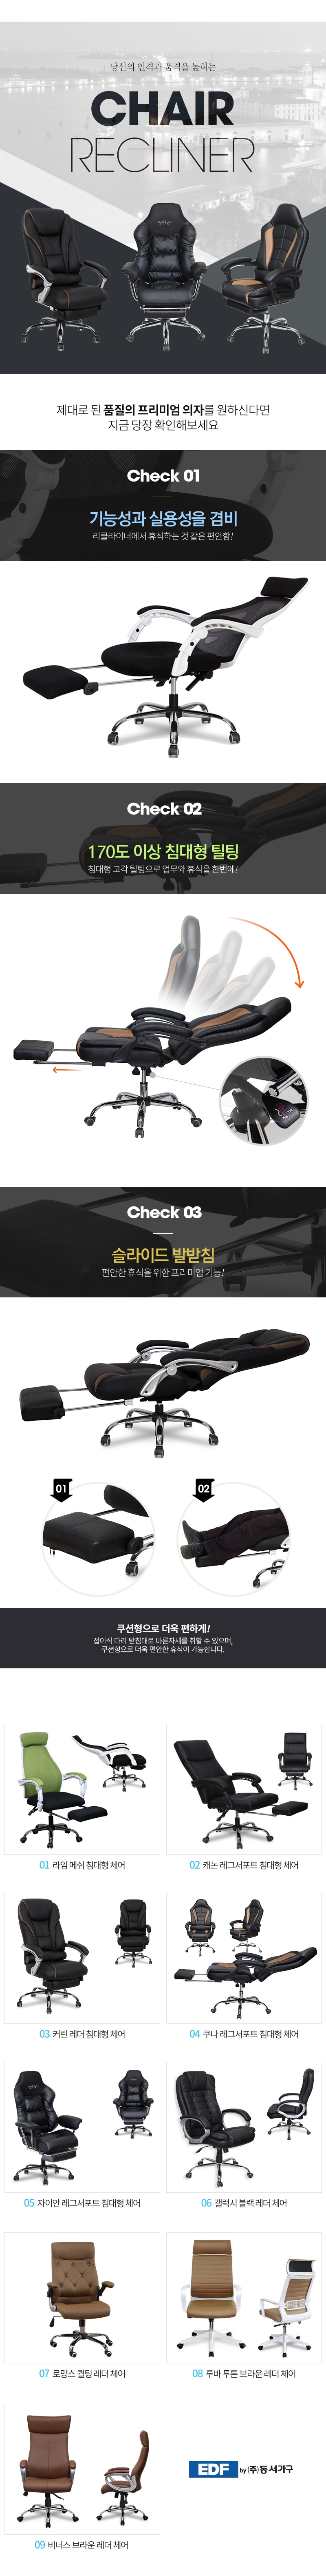 당신의 인격과 품격을 높히는
CHAIR
RECLINER
제대로 된 품질의 프리미엄 의자를 원하신다면
지금 당장 확인해보세요
Check 01
기능성과 실용성을 겸비
리클라이너에서 휴식하는 것 같은 편안함!
Check 02
170도 이상 침대형 틸팅
침대형 고각 틸팅으로 업무와 휴식을 한번에!
Check 03
슬라이드 발받침
편안한 휴식을 위한 프리미엄 기능!
01
02
쿠션형으로 더욱 편하게!
접이식 다리 받침대로 바른자세를 취할 수 있으며,
쿠션형으로 더욱 편안한 휴식이 가능합니다.
01 라임 메쉬 침대형 체어
02 캐논 레그서포트 침대형 체어
03 커린 레더 침대형 체어
04 쿠나 레그서포트 침대형 체어
05 자이안 레그서포트 침대형 체어
06 갤럭시 블랙 레더 체어
07 로망스 퀼팅 레더 체어
08 루바 투톤 브라운 레더 체어
09 비너스 브라운 레더 체어
EDF by (주)동서가구